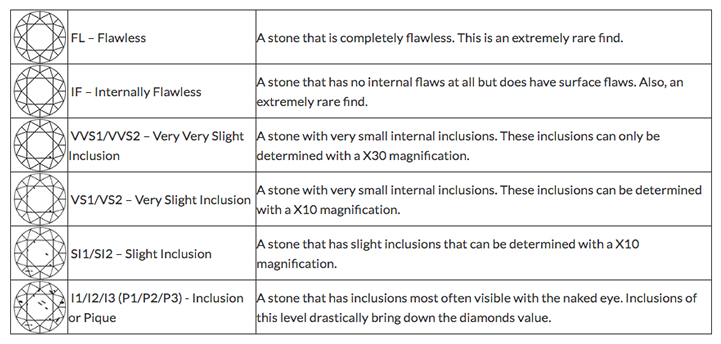 FL – Flawless
A stone that is completely flawless. This is an extremely rare find.
IF – Internally Flawless
A stone that has no internal flaws at all but does have surface flaws. Also, an
extremely rare find.
VVS1/VVS2 – Very Very Slight
Inclusion
A stone with very small internal inclusions. These inclusions can only be
determined with a X30 magnification.
VS1/VS2 – Very Slight Inclusion
A stone with very small internal inclusions. These inclusions can be determined
with a X10 magnification.
SI1/SI2 – Slight Inclusion
A stone that has slight inclusions that can be determined with a X10
magnification.
I1/I2/I3 (P1/P2/P3) - Inclusion
or Pique
A stone that has inclusions most often visible with the naked eye. Inclusions of
this level drastically bring down the diamonds value.